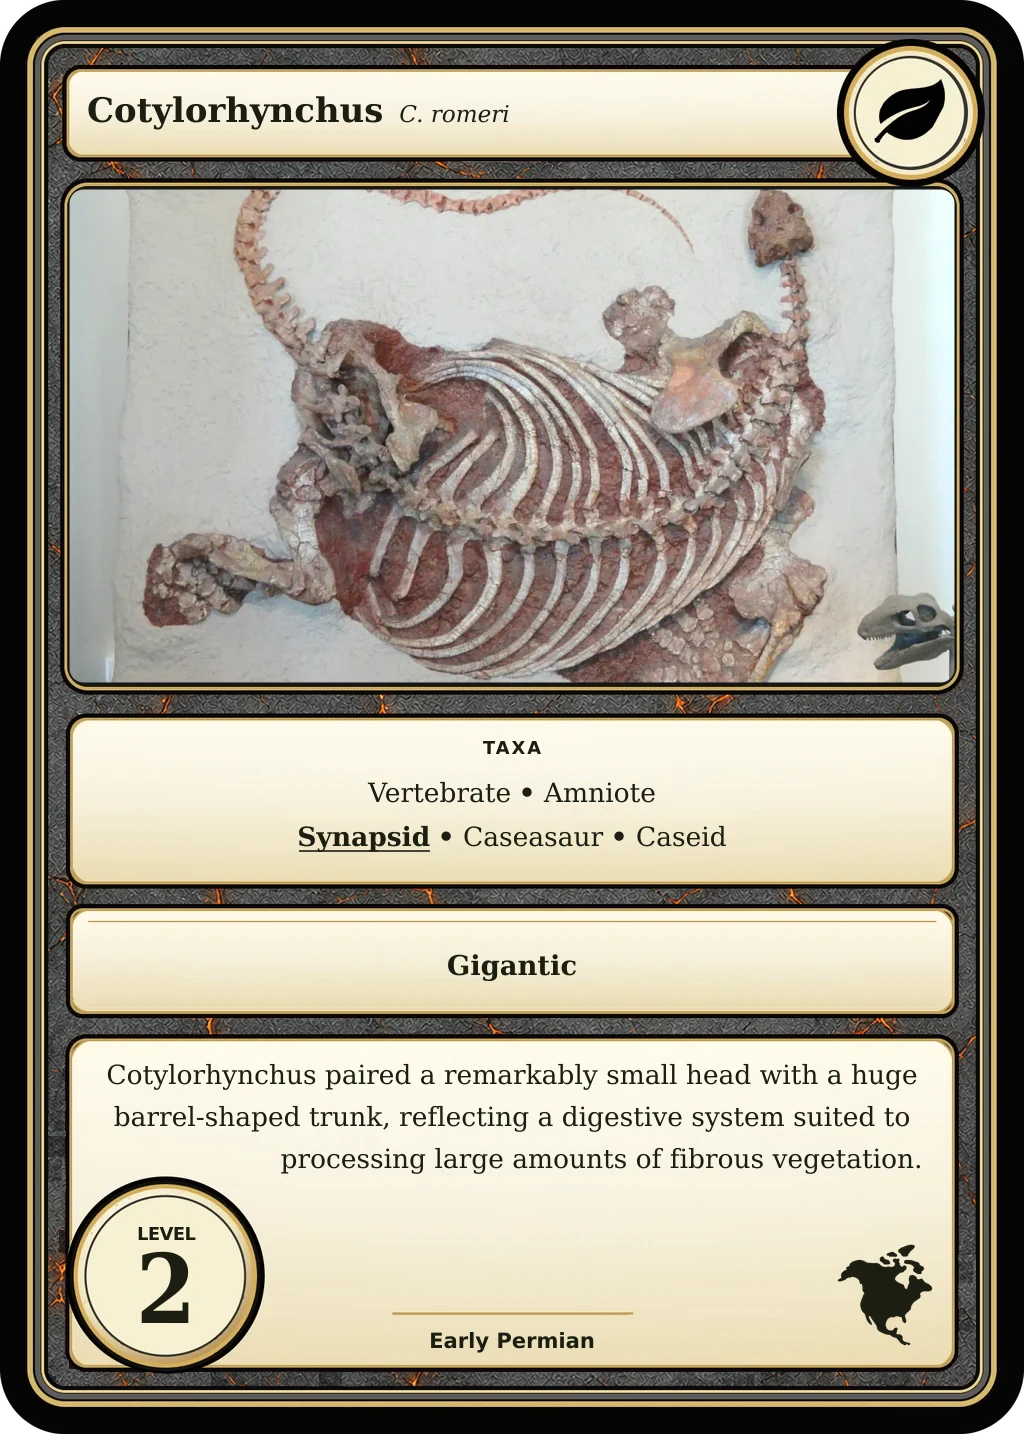 Cotylorhynchus C. romeri
TAXA
Vertebrate • Amniote
Synapsid • Caseasaur • Caseid
Gigantic
Cotylorhynchus paired a remarkably small head with a huge
barrel-shaped trunk, reflecting a digestive system suited to
processing large amounts of fibrous vegetation.
LEVEL
2
Early Permian